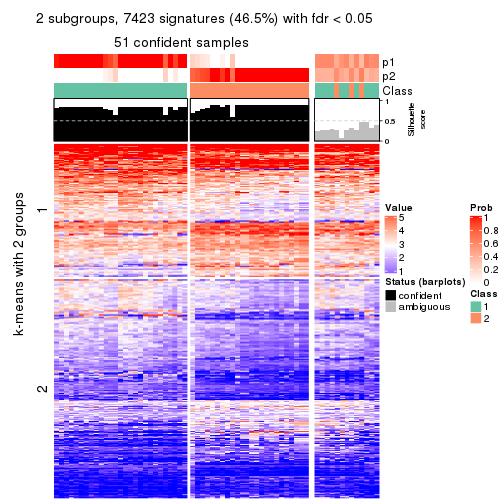 2 subgroups, 7423 signatures (46.5%) with fdr < 0.05
51 confident samples
p1
p2
Class
1
0.5
0
Silhouette
score
k-means with 2 groups
1
2
Value
5
4
3
2
1
Status (barplots)
confident
ambiguous
Prob
1
0.8
0.6
0.4
0.2
0
Class
1
2